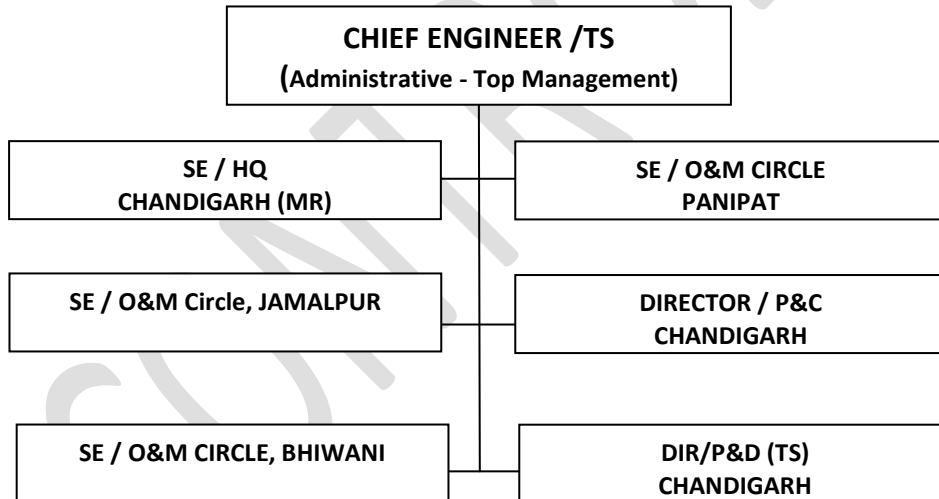 CHIEF ENGINEER /TS
(Administrative - Top Management)
SE / HQ
CHANDIGARH (MR)
SE / O&M CIRCLE
PANIPAT
SE / O&M Circle, JAMALPUR
DIRECTOR / P&C
CHANDIGARH
SE / O&M CIRCLE, BHIWANI
DIR/P&D (TS)
CHANDIGARH